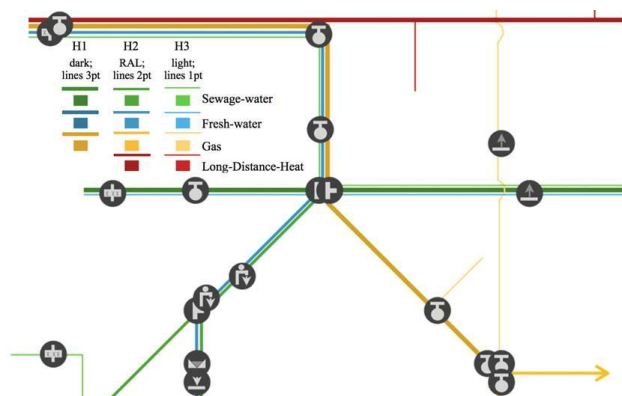 H1 H2 H3
dark; RAL; light;
lines 3pt lines 2pt lines 1pt
Sewage-water
Fresh-water
Gas
Long-Distance-Heat